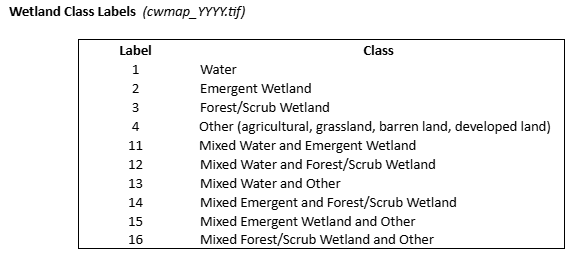 Wetland Class Labels (cwmap_YYYY.tif)
Label Class
1 Water
2 Emergent Wetland
3 Forest/Scrub Wetland
4 Other (agricultural, grassland, barren land, developed land)
11 Mixed Water and Emergent Wetland
12 Mixed Water and Forest/Scrub Wetland
13 Mixed Water and Other
14 Mixed Emergent and Forest/Scrub Wetland
15 Mixed Emergent Wetland and Other
16 Mixed Forest/Scrub Wetland and Other